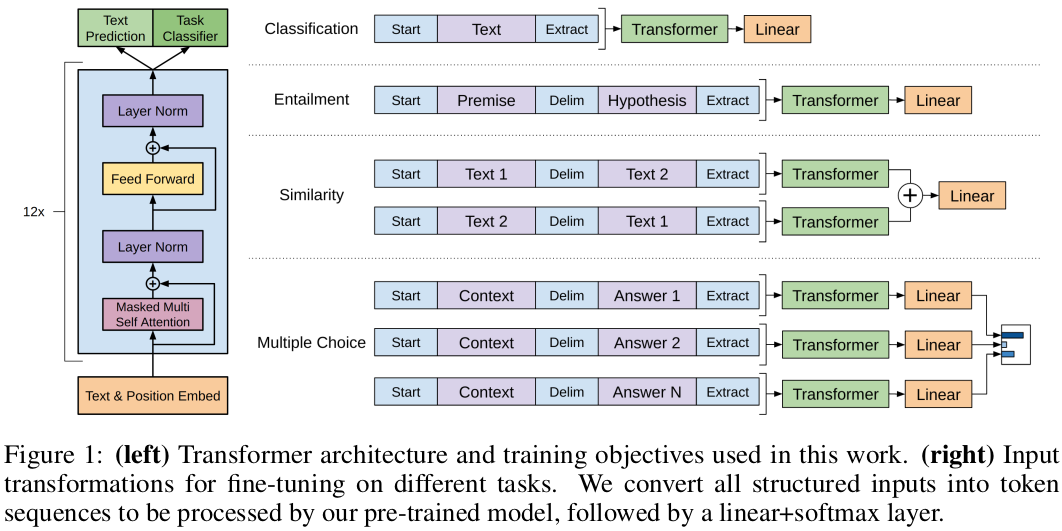 Text
Prediction
Task
Classifier
12x
Layer Norm
+
Feed Forward
Layer Norm
+
Masked Multi
Self Attention
Text & Position Embed
Classification
Start Text Extract Transformer Linear
Entailment
Start Premise Delim Hypothesis Extract Transformer Linear
Similarity
Start Text 1 Delim Text 2 Extract Transformer
+ Linear
Start Text 2 Delim Text 1 Extract Transformer
Multiple Choice
Start Context Delim Answer 1 Extract Transformer Linear
Start Context Delim Answer 2 Extract Transformer Linear
Start Context Delim Answer N Extract Transformer Linear
Figure 1: (left) Transformer architecture and training objectives used in this work. (right) Input
transformations for fine-tuning on different tasks. We convert all structured inputs into token
sequences to be processed by our pre-trained model, followed by a linear+softmax layer.